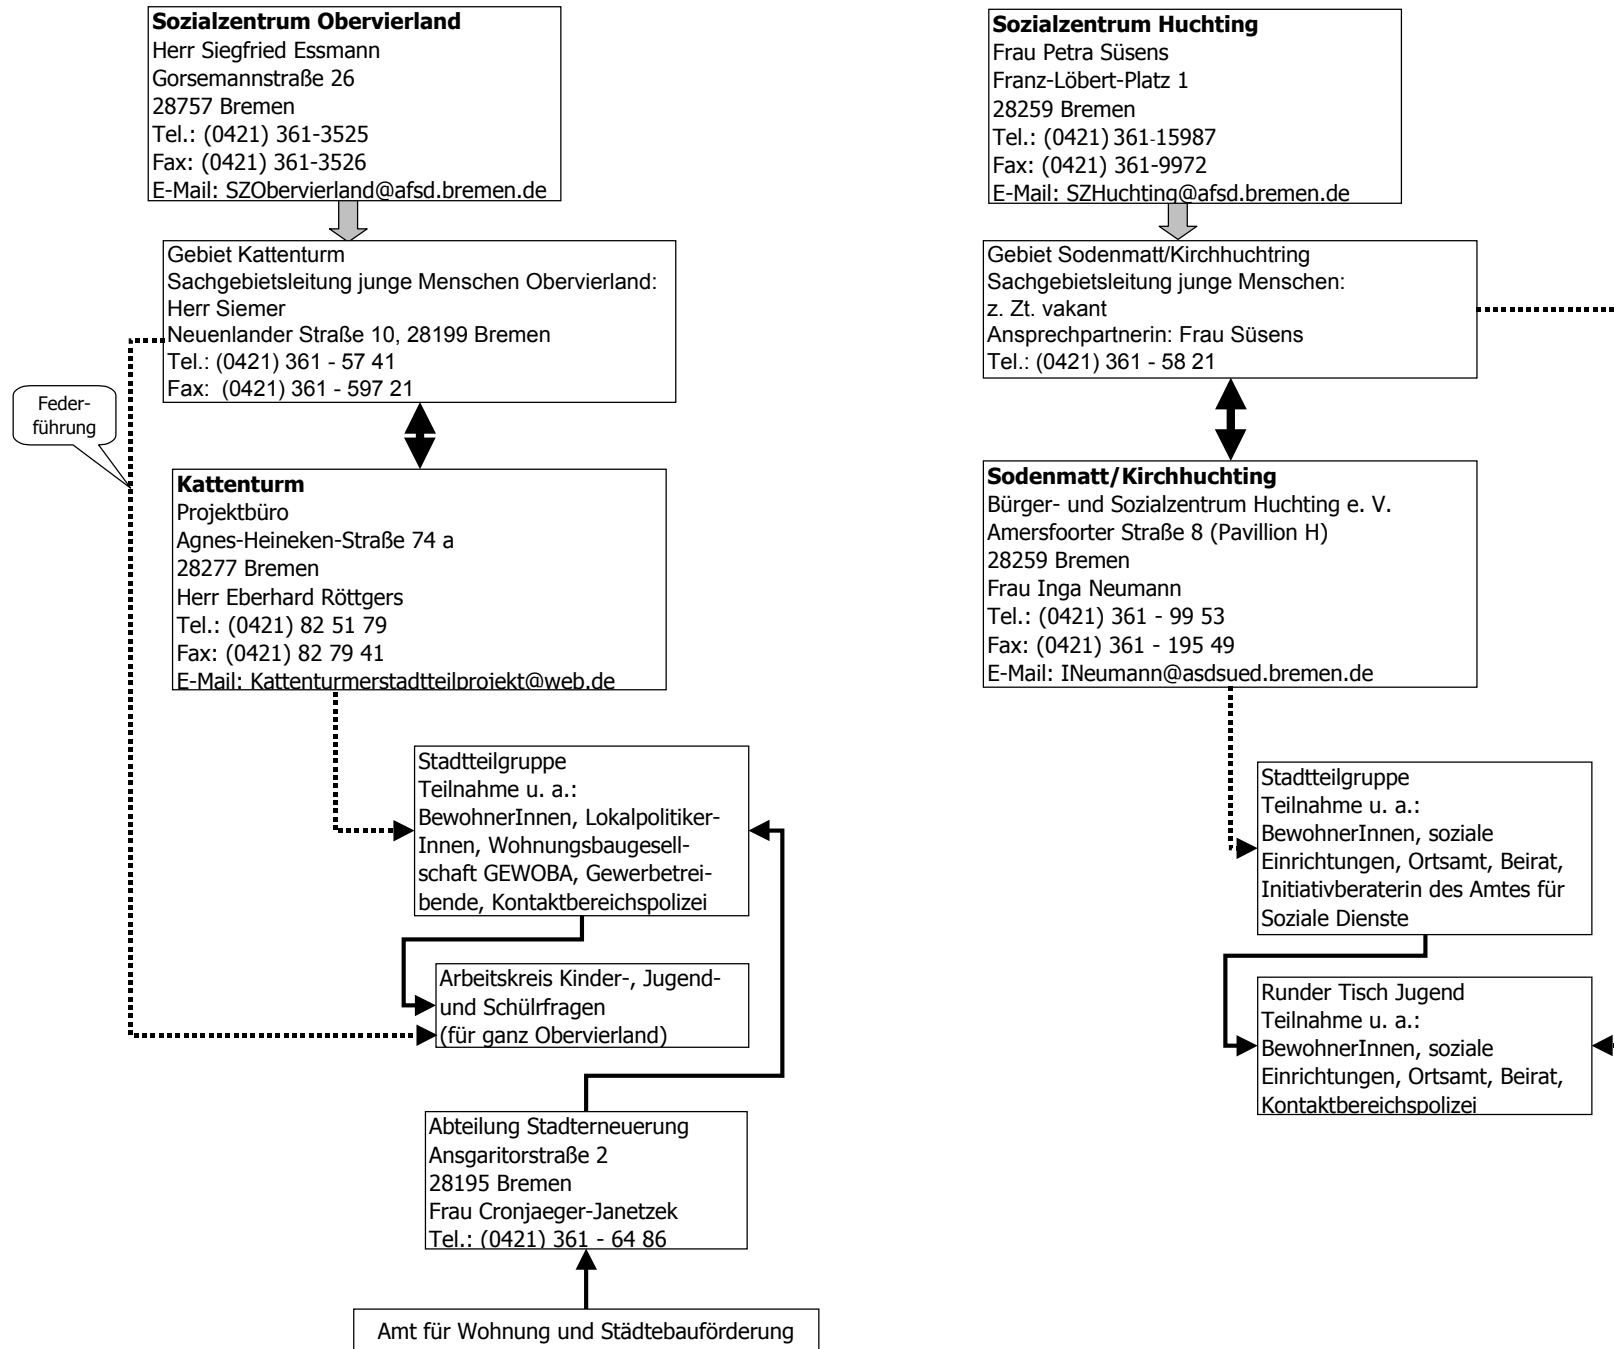 Sozialzentrum Obervierland
Herr Siegfried Essmann
Gorsemannstraße 26
28757 Bremen
Tel.: (0421) 361-3525
Fax: (0421) 361-3526
E-Mail: SZObervierland@afsd.bremen.de
Gebiet Kattenturm
Sachgebietsleitung junge Menschen Obervierland:
Herr Siemer
Neuenlander Straße 10, 28199 Bremen
Tel.: (0421) 361 - 57 41
Fax: (0421) 361 - 597 21
Feder-
führung
Kattenturm
Projektbüro
Agnes-Heineken-Straße 74 a
28277 Bremen
Herr Eberhard Röttgers
Tel.: (0421) 82 51 79
Fax: (0421) 82 79 41
E-Mail: Kattenturmerstadtteilprojekt@web.de
Stadtteilgruppe
Teilnahme u. a.:
BewohnerInnen, Lokalpolitiker-
Innen, Wohnungsbaugesell-
schaft GEWOBA, Gewerbetrei-
bende, Kontaktbereichspolizei
Arbeitskreis Kinder-, Jugend-
und Schülrfragen
(für ganz Obervierland)
Abteilung Stadterneuerung
Ansgaritorstraße 2
28195 Bremen
Frau Cronjaeger-Janetzek
Tel.: (0421) 361 - 64 86
Amt für Wohnung und Städtebauförderung
Sozialzentrum Huchting
Frau Petra Süsens
Franz-Löbert-Platz 1
28259 Bremen
Tel.: (0421) 361-15987
Fax: (0421) 361-9972
E-Mail: SZHuchting@afsd.bremen.de
Gebiet Sodenmatt/Kirchhuchtring
Sachgebietsleitung junge Menschen:
z. Zt. vakant
Ansprechpartnerin: Frau Süsens
Tel.: (0421) 361 - 58 21
Sodenmatt/Kirchhuchting
Bürger- und Sozialzentrum Huchting e. V.
Amersfoorter Straße 8 (Pavillion H)
28259 Bremen
Frau Inga Neumann
Tel.: (0421) 361 - 99 53
Fax: (0421) 361 - 195 49
E-Mail: INeumann@asdsued.bremen.de
Stadtteilgruppe
Teilnahme u. a.:
BewohnerInnen, soziale
Einrichtungen, Ortsamt, Beirat,
Initiativberaterin des Amtes für
Soziale Dienste
Runder Tisch Jugend
Teilnahme u. a.:
BewohnerInnen, soziale
Einrichtungen, Ortsamt, Beirat,
Kontaktbereichspolizei